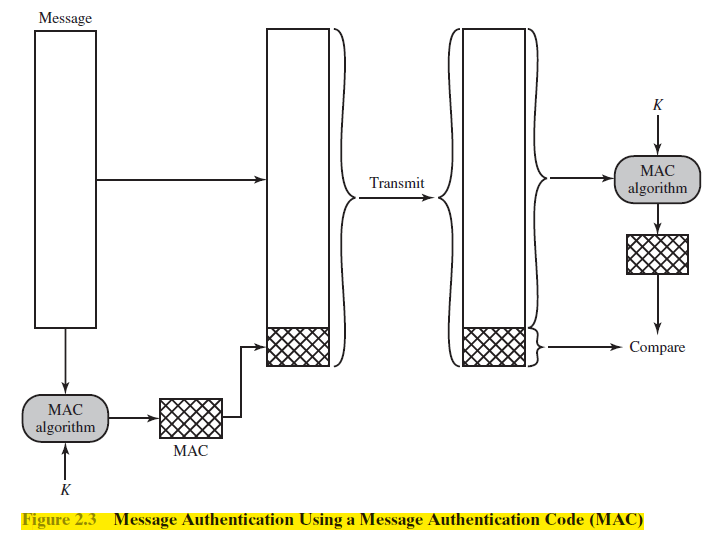 Message
K
MAC
algorithm
Transmit
Compare
MAC
algorithm
MAC
K
Figure 2.3 Message Authentication Using a Message Authentication Code (MAC)